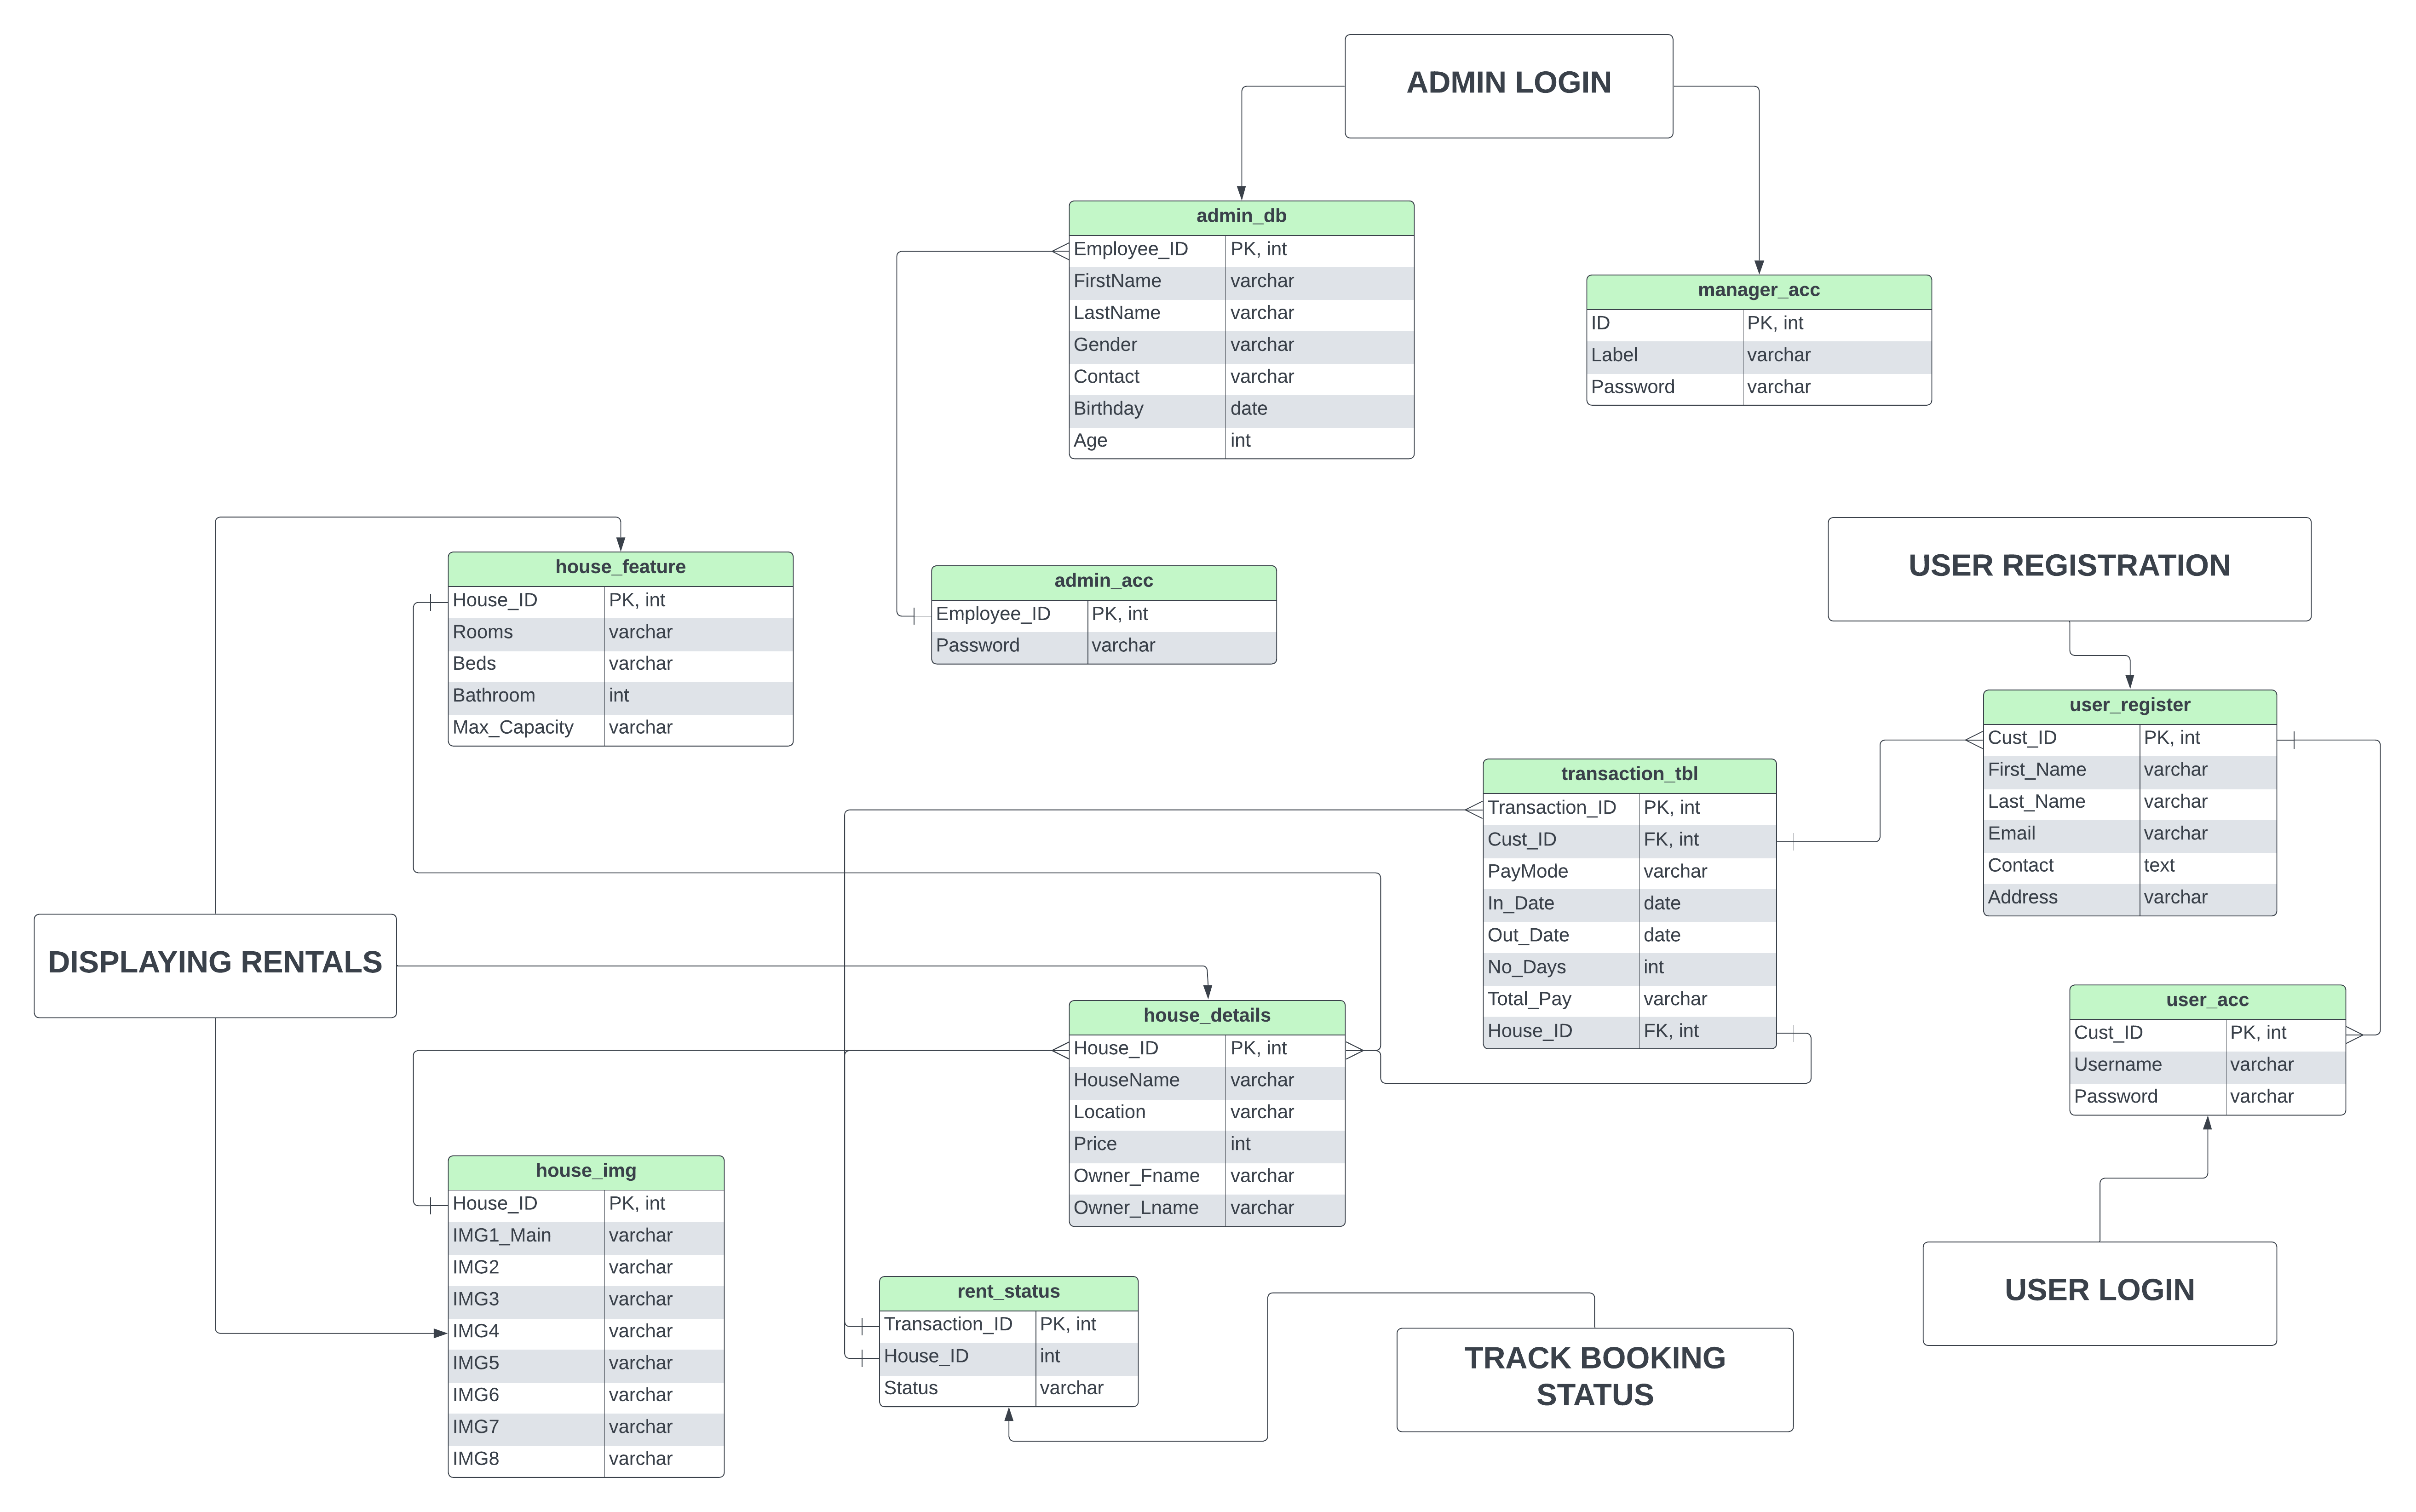 ADMIN LOGIN
admin_db
Employee_ID PK, int
FirstName varchar
LastName varchar
Gender varchar
Contact varchar
Birthday date
Age int
manager_acc
ID PK, int
Label varchar
Password varchar
house_feature
House_ID PK, int
Rooms varchar
Beds varchar
Bathroom int
Max_Capacity varchar
admin_acc
Employee_ID PK, int
Password varchar
USER REGISTRATION
user_register
Cust_ID PK, int
First_Name varchar
Last_Name varchar
Email varchar
Contact text
Address varchar
transaction_tbl
Transaction_ID PK, int
Cust_ID FK, int
PayMode varchar
In_Date date
Out_Date date
No_Days int
Total_Pay varchar
House_ID FK, int
DISPLAYING RENTALS
house_details
House_ID PK, int
HouseName varchar
Location varchar
Price int
Owner_Fname varchar
Owner_Lname varchar
user_acc
Cust_ID PK, int
Username varchar
Password varchar
house_img
House_ID PK, int
IMG1_Main varchar
IMG2 varchar
IMG3 varchar
IMG4 varchar
IMG5 varchar
IMG6 varchar
IMG7 varchar
IMG8 varchar
rent_status
Transaction_ID PK, int
House_ID int
Status varchar
TRACK BOOKING
STATUS
USER LOGIN